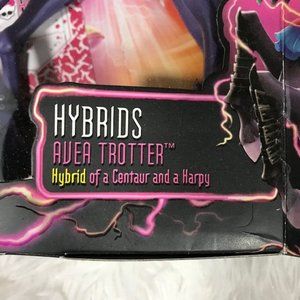 HYBRIDS
AVEA TROTTER™
Hybrid of a Centaur and a Harpy